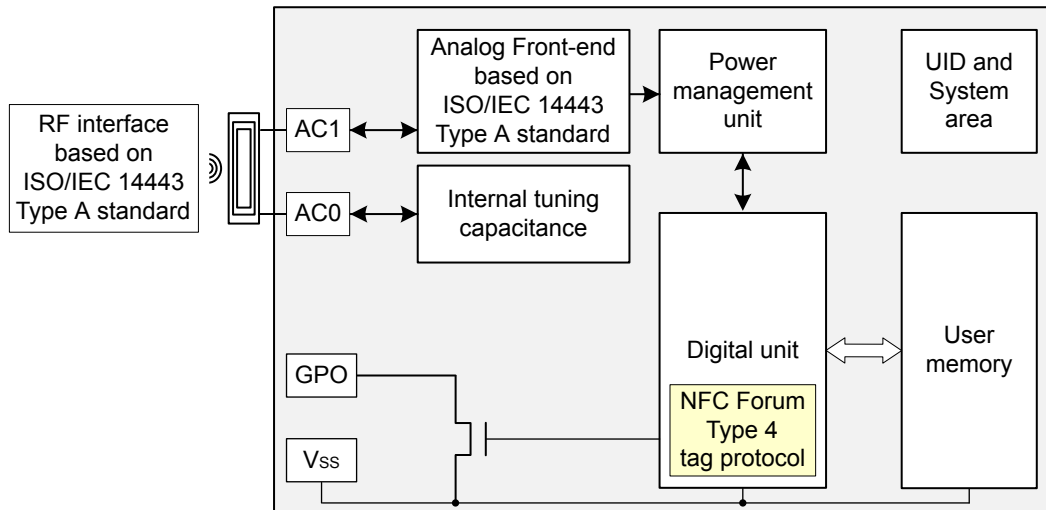 RF interface
based on
ISO/IEC 14443
Type A standard
AC1
AC0
Analog Front-end
based on
ISO/IEC 14443
Type A standard
Internal tuning
capacitance
Power
management
unit
UID and
System
area
Digital unit
NFC Forum
Type 4
tag protocol
User
memory
GPO
Vss